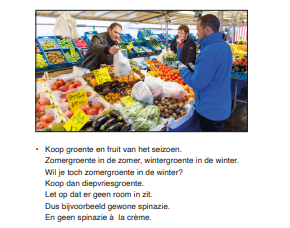 • Koop groente en fruit van het seizoen.
Zomergroente in de zomer, wintergroente in de winter.
Wil je toch zomergroente in de winter?
Koop dan diepvriesgroente.
Let op dat er geen room in zit.
Dus bijvoorbeeld gewone spinazie.
En geen spinazie à la crème.